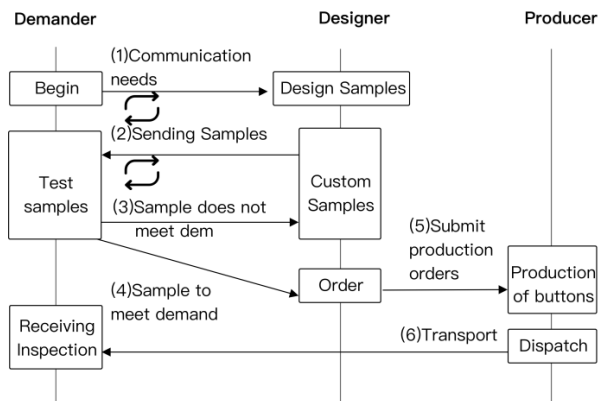 Demander
Designer
Producer
(1)Communication
needs
Begin
Design Samples
(2)Sending Samples
Test
samples
Custom
Samples
(3)Sample does not
meet dem
(5)Submit
production
orders
(4)Sample to
meet demand
Order
Production
of buttons
Receiving
Inspection
(6)Transport
Dispatch